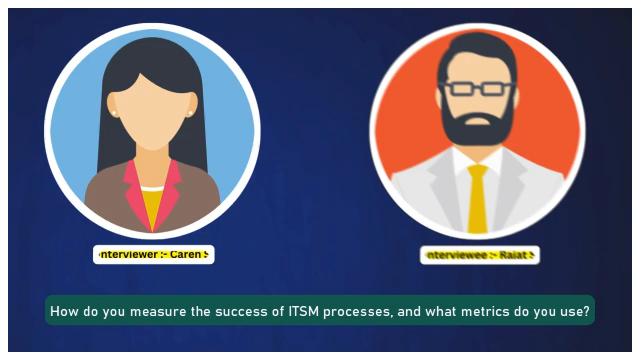 nterviewer :- Caren :-
nterviewee :- Rajat :-
How do you measure the success of ITSM processes, and what metrics do you use?